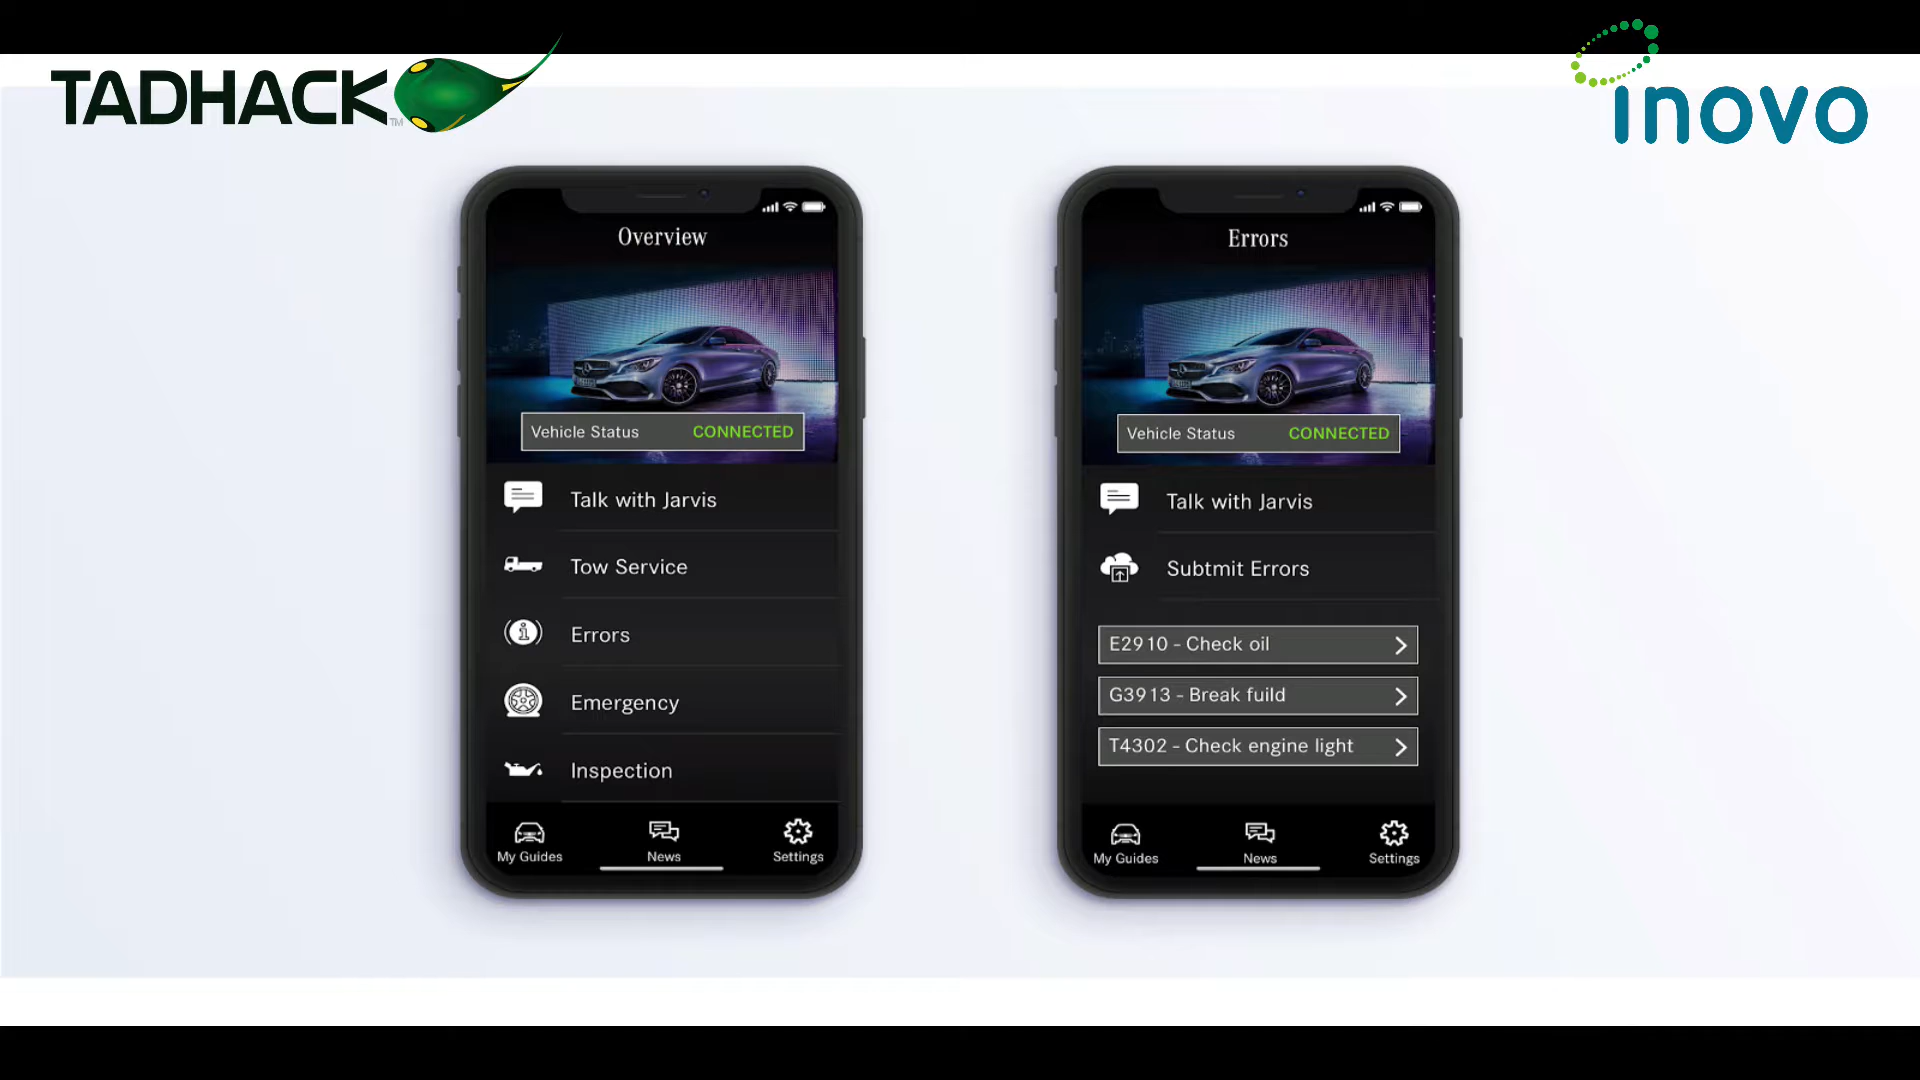 TADHACK
TM
inovo
Overview
Vehicle Status CONNECTED
Talk with Jarvis
Tow Service
Errors
Emergency
Inspection
My Guides News Settings
Errors
Vehicle Status CONNECTED
Talk with Jarvis
Subtmit Errors
E2910 - Check oil
G3913 - Break fuild
T4302 - Check engine light
My Guides News Settings